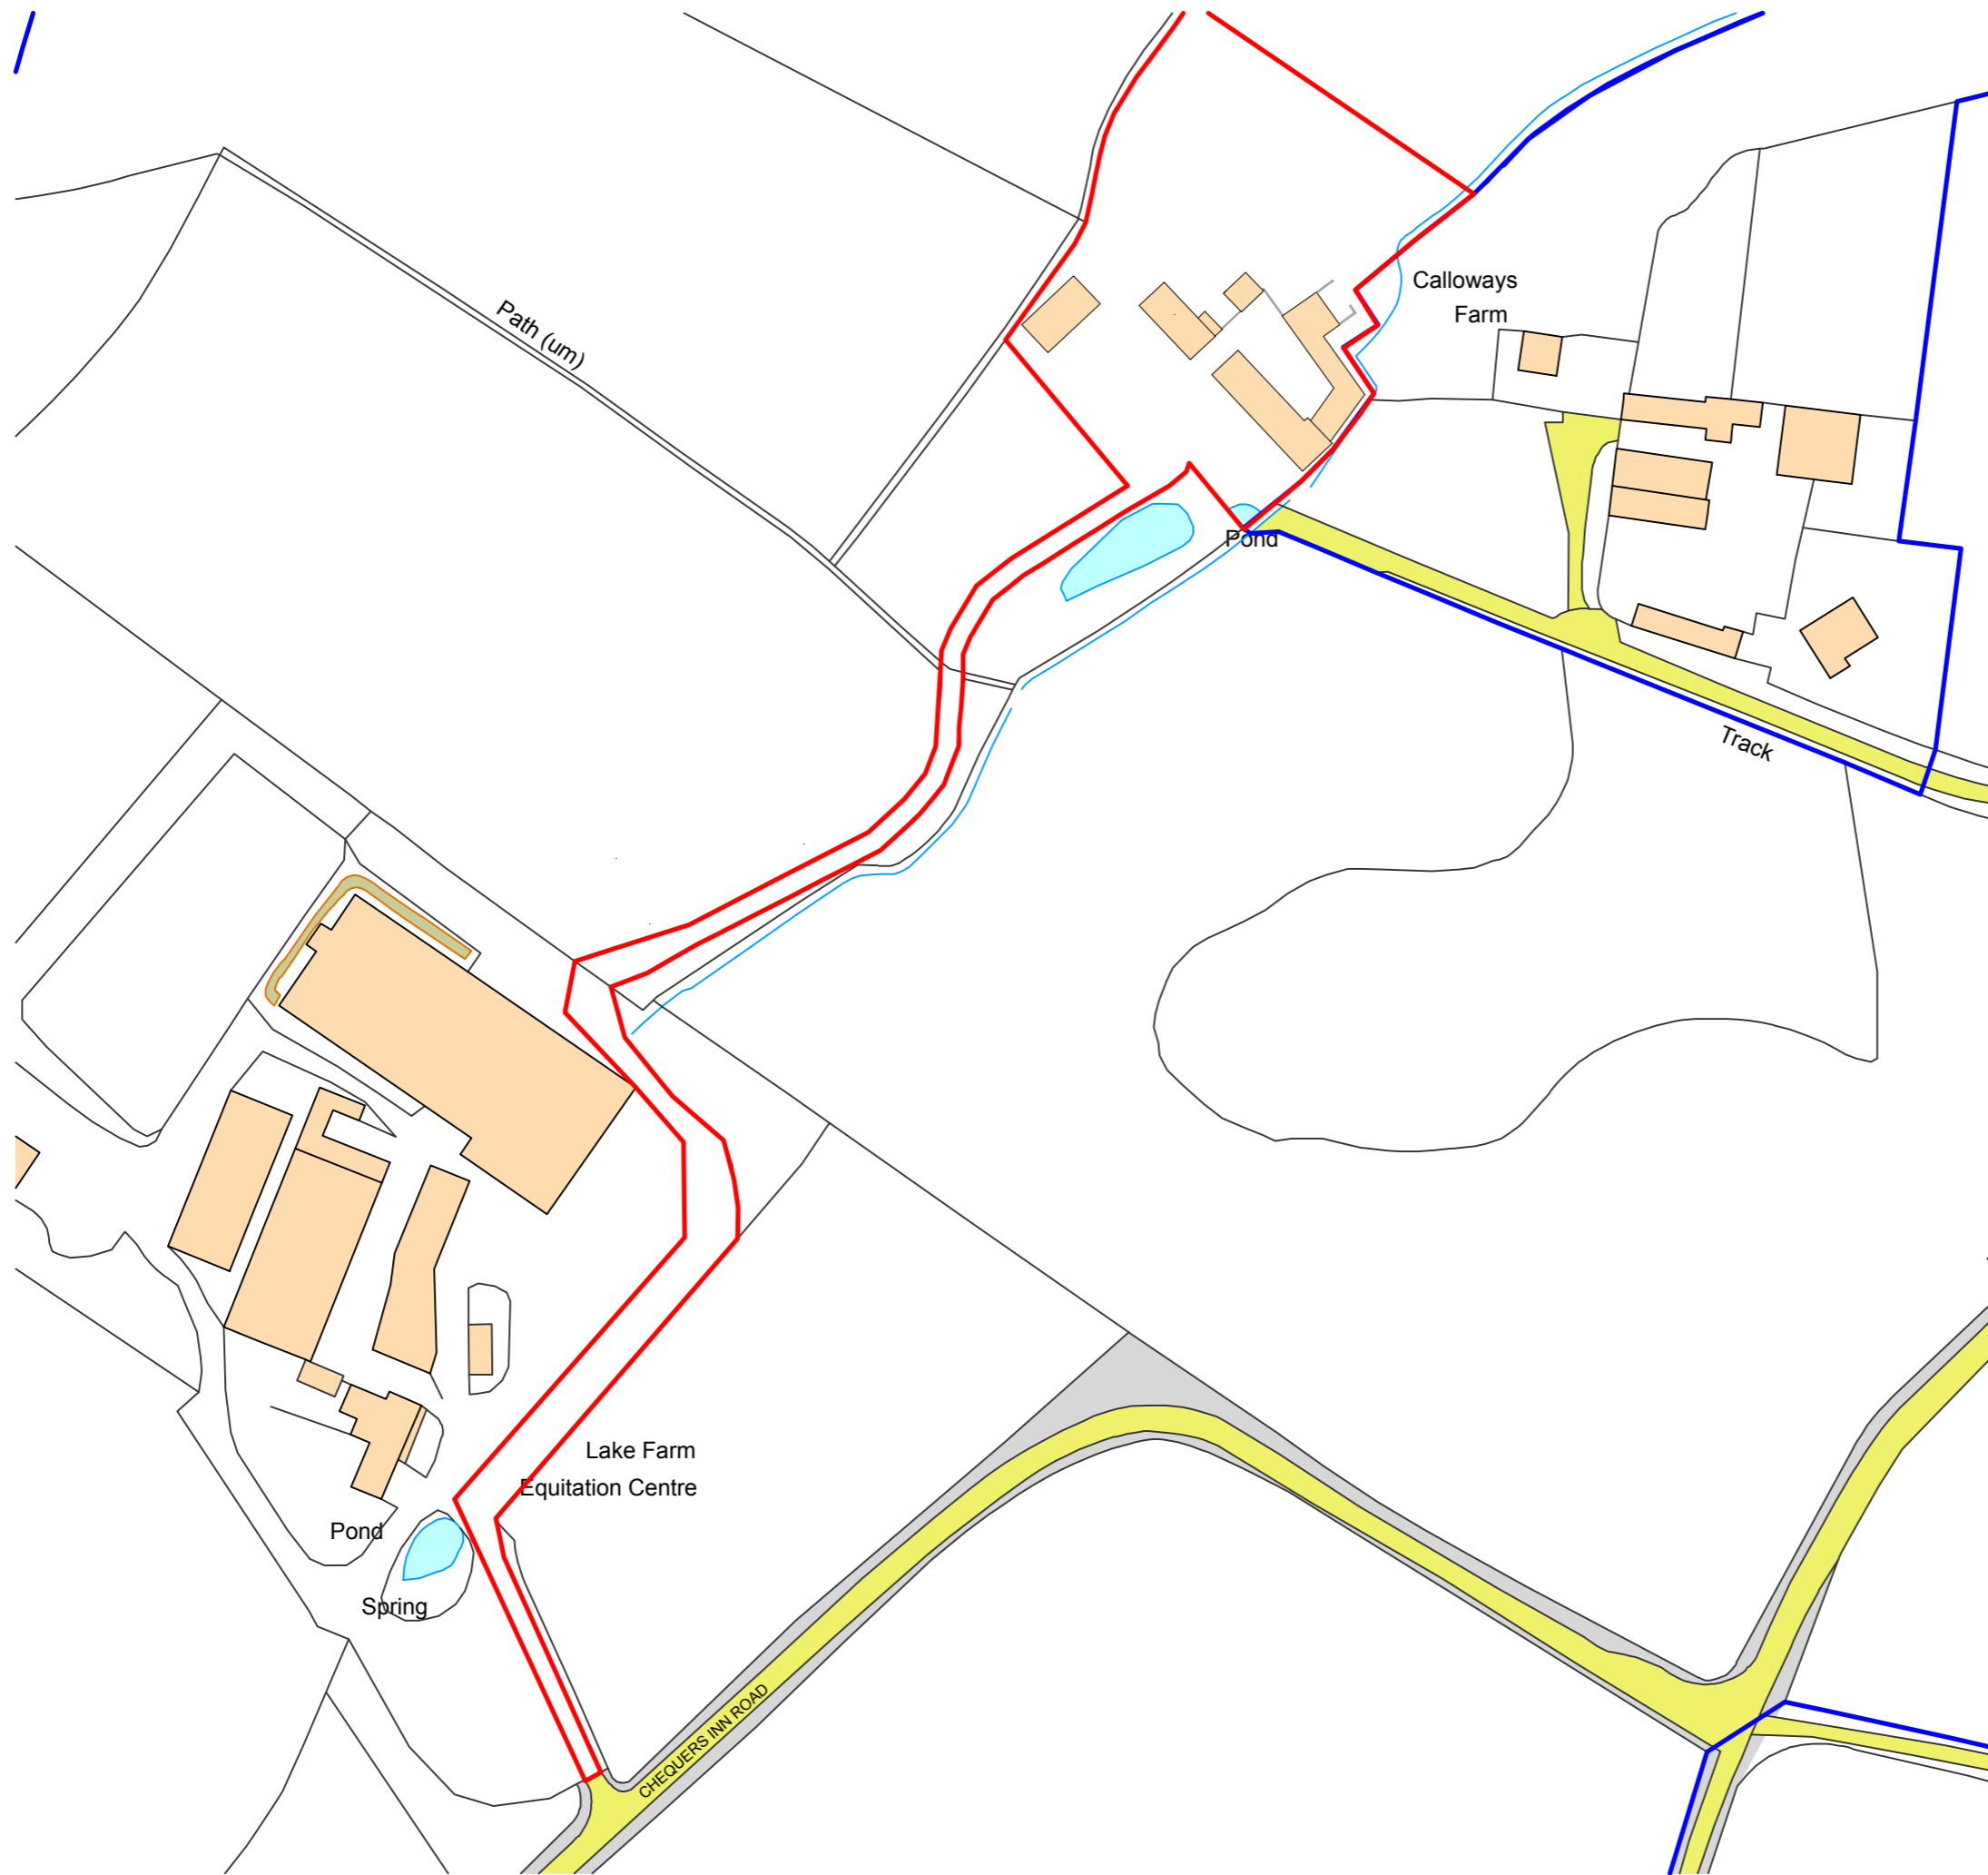 Calloways
Farm
Path (um)
Pond
Track
Lake Farm
Equitation Centre
Pond
Spring
CHEQUERS INN ROAD